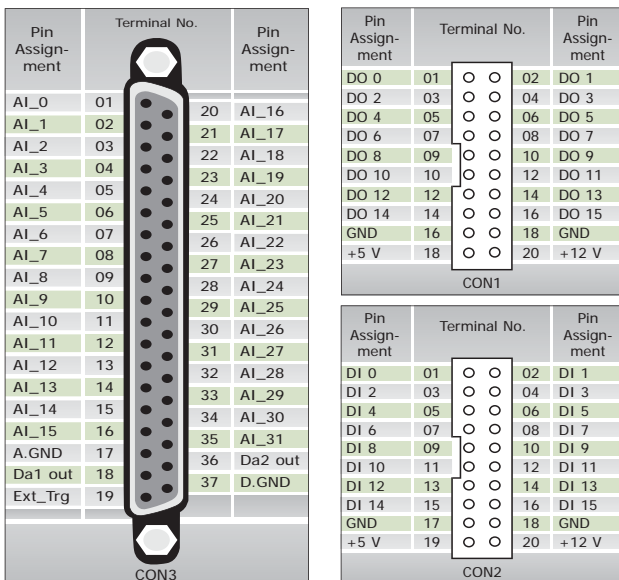 Pin Assign-ment Terminal No. Pin Assign-ment
AI_0 01
20 AI_16
AI_1 02
21 AI_17
AI_2 03
22 AI_18
AI_3 04
23 AI_19
AI_4 05
24 AI_20
AI_5 06
25 AI_21
AI_6 07
26 AI_22
AI_7 08
27 AI_23
AI_8 09
28 AI_24
AI_9 10
29 AI_25
AI_10 11
30 AI_26
AI_11 12
31 AI_27
AI_12 13
32 AI_28
AI_13 14
33 AI_29
AI_14 15
34 AI_30
AI_15 16
35 AI_31
A.GND 17
36 Da2 out
Da1 out 18
37 D.GND
Ext_Trg 19
CON3
Pin Assign-ment Terminal No. Pin Assign-ment
DO 0 01 02 DO 1
DO 2 03 04 DO 3
DO 4 05 06 DO 5
DO 6 07 08 DO 7
DO 8 09 10 DO 9
DO 10 10 12 DO 11
DO 12 12 14 DO 13
DO 14 14 16 DO 15
GND 16 18 GND
+5 V 18 20 +12 V
CON1
Pin Assign-ment Terminal No. Pin Assign-ment
DI 0 01 02 DI 1
DI 2 03 04 DI 3
DI 4 05 06 DI 5
DI 6 07 08 DI 7
DI 8 09 10 DI 9
DI 10 11 12 DI 11
DI 12 13 14 DI 13
DI 14 15 16 DI 15
GND 17 18 GND
+5 V 19 20 +12 V
CON2